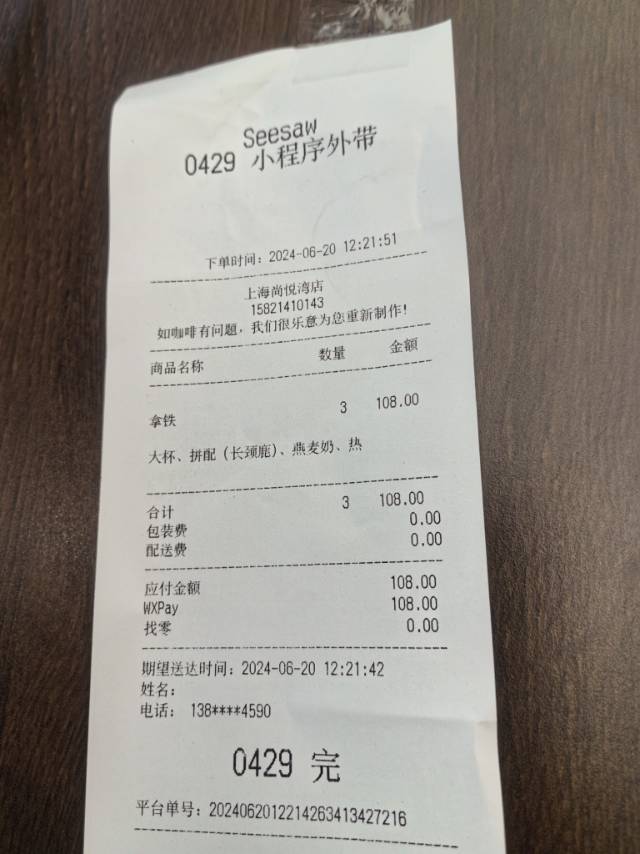 Seesaw
0429 小程序外带
下单时间：2024-06-20 12:21:51
上海尚悦湾店
15821410143
如咖啡有问题，我们很乐意为您重新制作！
商品名称 数量 金额
拿铁 3 108.00
大杯、拼配（长颈鹿）、燕麦奶、热
合计 3 108.00
包装费 0.00
配送费 0.00
应付金额 108.00
WXPay 108.00
找零 0.00
期望送达时间：2024-06-20 12:21:42
姓名：
电话： 138****4590
0429 完
平台单号：2024062012214263413427216